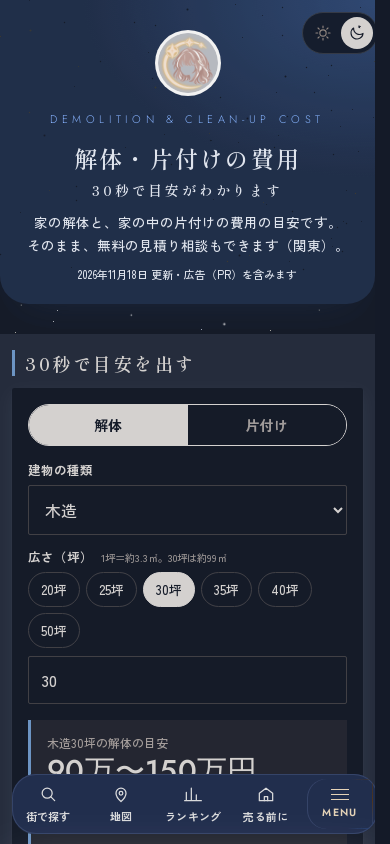 DEMOLITION & CLEAN-UP COST
解体・片付けの費用
30秒で目安がわかります
家の解体と、家の中の片付けの費用の目安です。
そのまま、無料の見積り相談もできます（関東）。
2026年11月18日 更新・広告（PR）を含みます
30秒で目安を出す
解体 片付け
建物の種類
木造
広さ（坪） 1坪＝約3.3㎡。30坪は約99㎡
20坪 25坪 30坪 35坪 40坪
50坪
30
木造30坪の解体の目安
90万〜150万円
街で探す 地図 ランキング 売る前に MENU